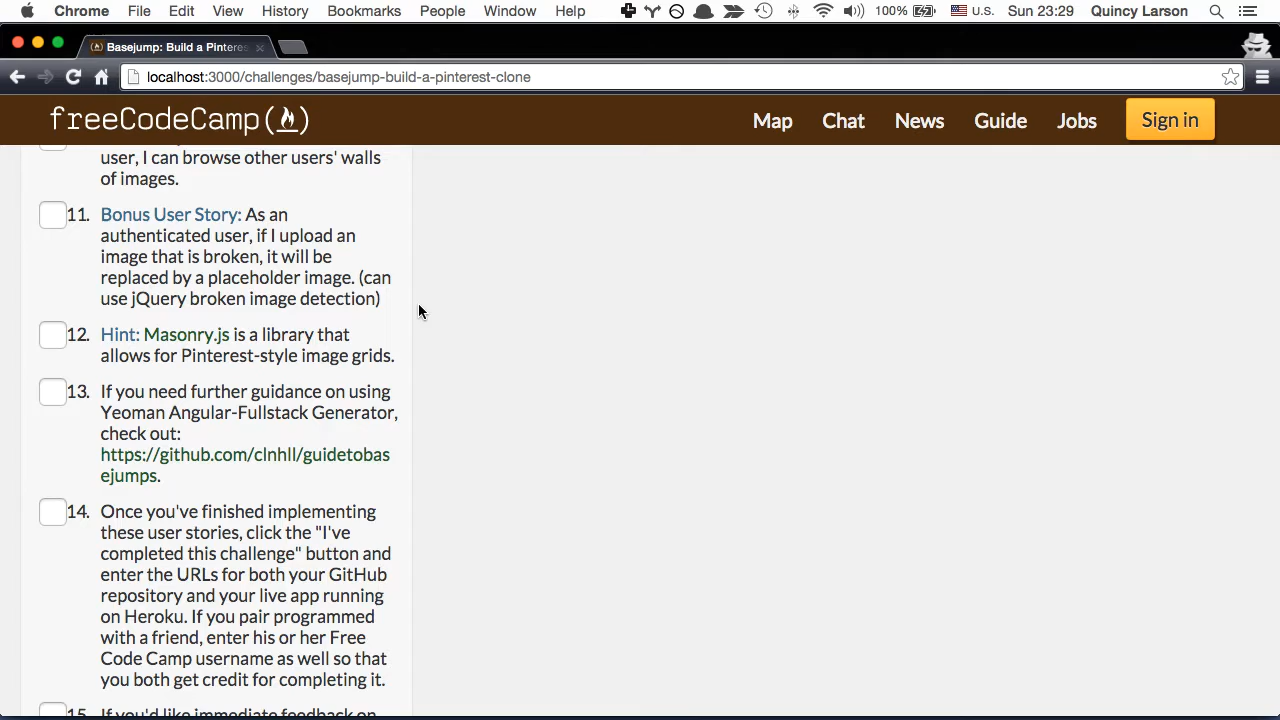 Chrome File Edit View History Bookmarks People Window Help 100% U.S. Sun 23:29 Quincy Larson
Basejump: Build a Pinteres
localhost:3000/challenges/basejump-build-a-pinterest-clone
freeCodeCamp Map Chat News Guide Jobs Sign in
user, I can browse other users' walls
of images.
11. Bonus User Story: As an
authenticated user, if I upload an
image that is broken, it will be
replaced by a placeholder image. (can
use jQuery broken image detection)
12. Hint: Masonry.js is a library that
allows for Pinterest-style image grids.
13. If you need further guidance on using
Yeoman Angular-Fullstack Generator,
check out:
https://github.com/clnhll/guidetobas
ejumps.
14. Once you've finished implementing
these user stories, click the "I've
completed this challenge" button and
enter the URLs for both your GitHub
repository and your live app running
on Heroku. If you pair programmed
with a friend, enter his or her Free
Code Camp username as well so that
you both get credit for completing it.
15. If you'd like immediate feedback on